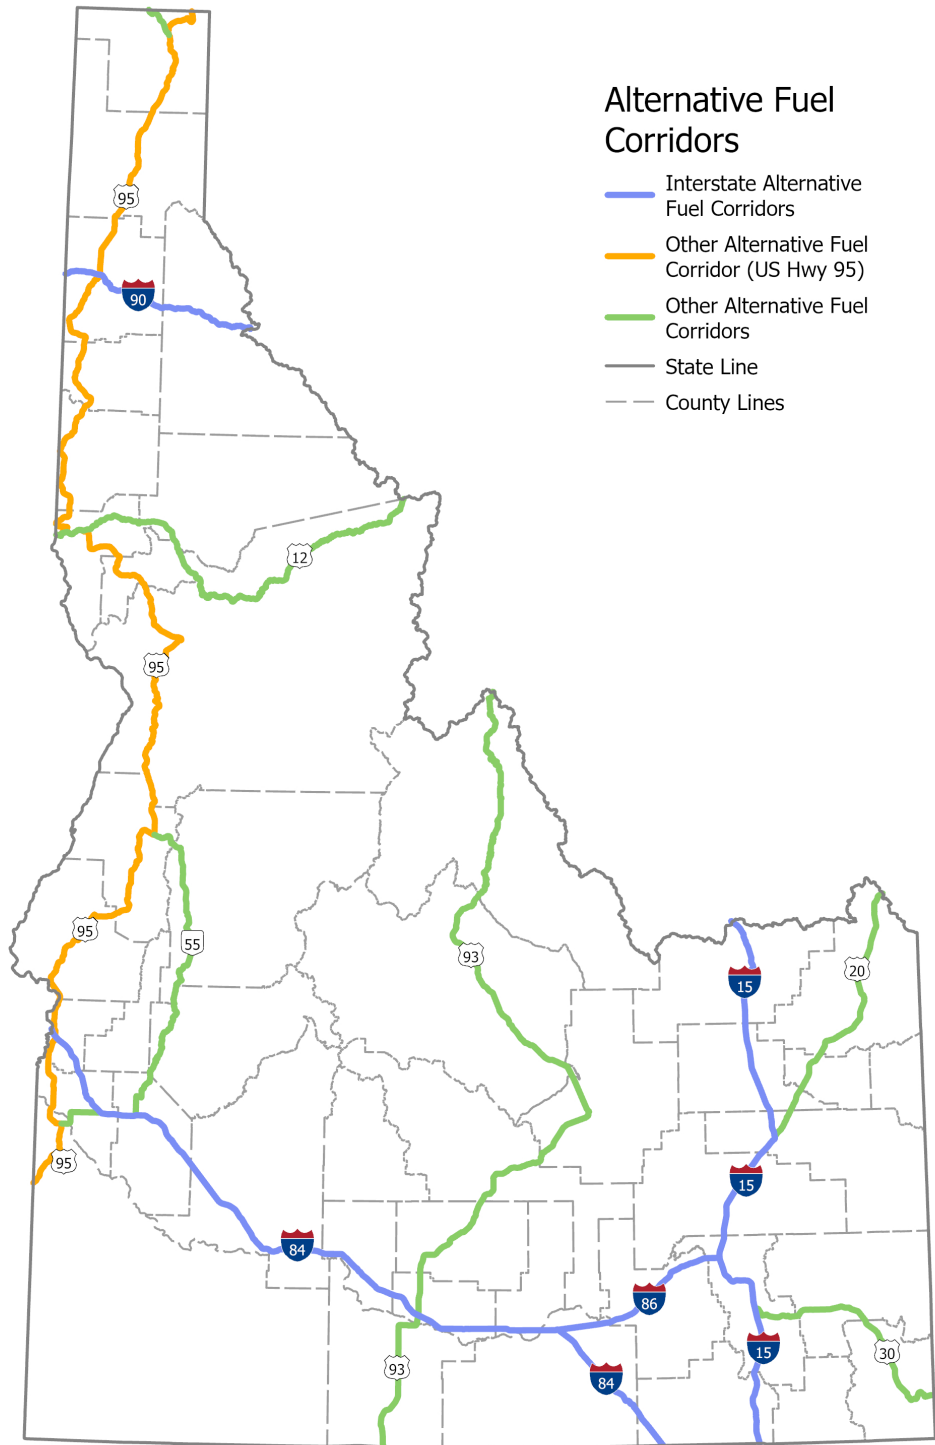 Alternative Fuel
Corridors
Interstate Alternative
Fuel Corridors
Other Alternative Fuel
Corridor (US Hwy 95)
Other Alternative Fuel
Corridors
State Line
County Lines
95
90
12
95
95
55
93
20
15
95
15
84
86
15
30
93
84